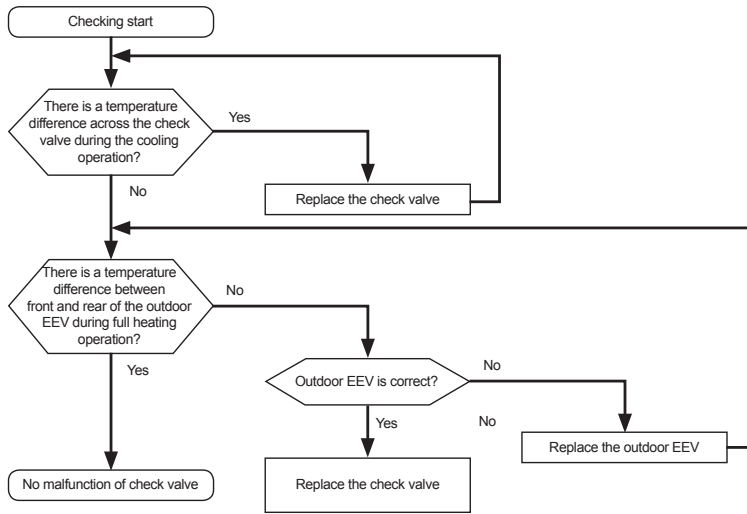 Checking start
There is a temperature
difference across the check
valve during the cooling
operation?
Yes
Replace the check valve
No
There is a temperature
difference between
front and rear of the outdoor
EEV during full heating
operation?
No
Yes
Outdoor EEV is correct?
No
Yes
No
Replace the outdoor EEV
No malfunction of check valve
Replace the check valve